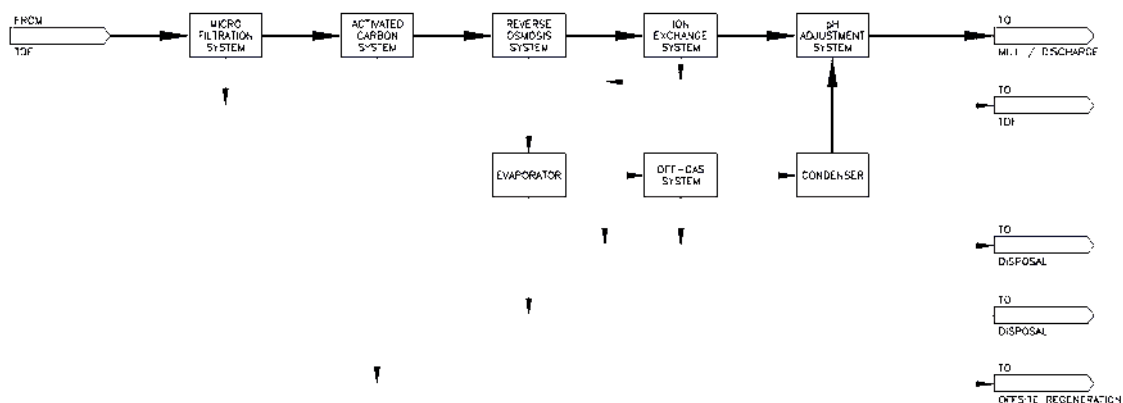 FROM
TDF
MICRO
FILTRATION
SYSTEM
ACTIVATED
CARBON
SYSTEM
REVERSE
OSMOSIS
SYSTEM
ION
EXCHANGE
SYSTEM
pH
ADJUSTMENT
SYSTEM
TO
MILL / DISCHARGE
TO
TDF
EVAPORATOR
OFF-GAS
SYSTEM
CONDENSER
TO
DISPOSAL
TO
DISPOSAL
TO
OFFSITE REGENERATION